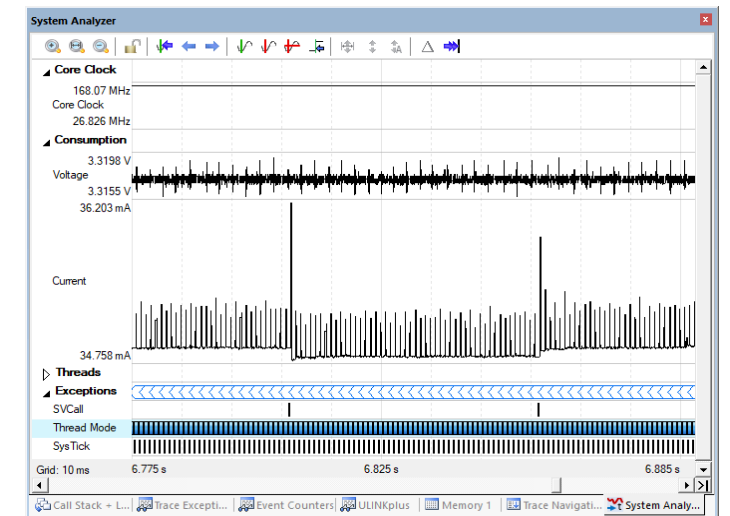 System Analyzer
Core Clock
168.07 MHz
Core Clock
26.826 MHz
Consumption
3.3198 V
Voltage
3.3155 V
36.203 mA
Current
34.758 mA
Threads
Exceptions
SVCall
Thread Mode
SysTick
Grid: 10 ms 6.775 s 6.825 s 6.885 s
Call Stack + L... Trace Excepti... Event Counters ULINKplus Memory 1 Trace Navigati... System Analy...